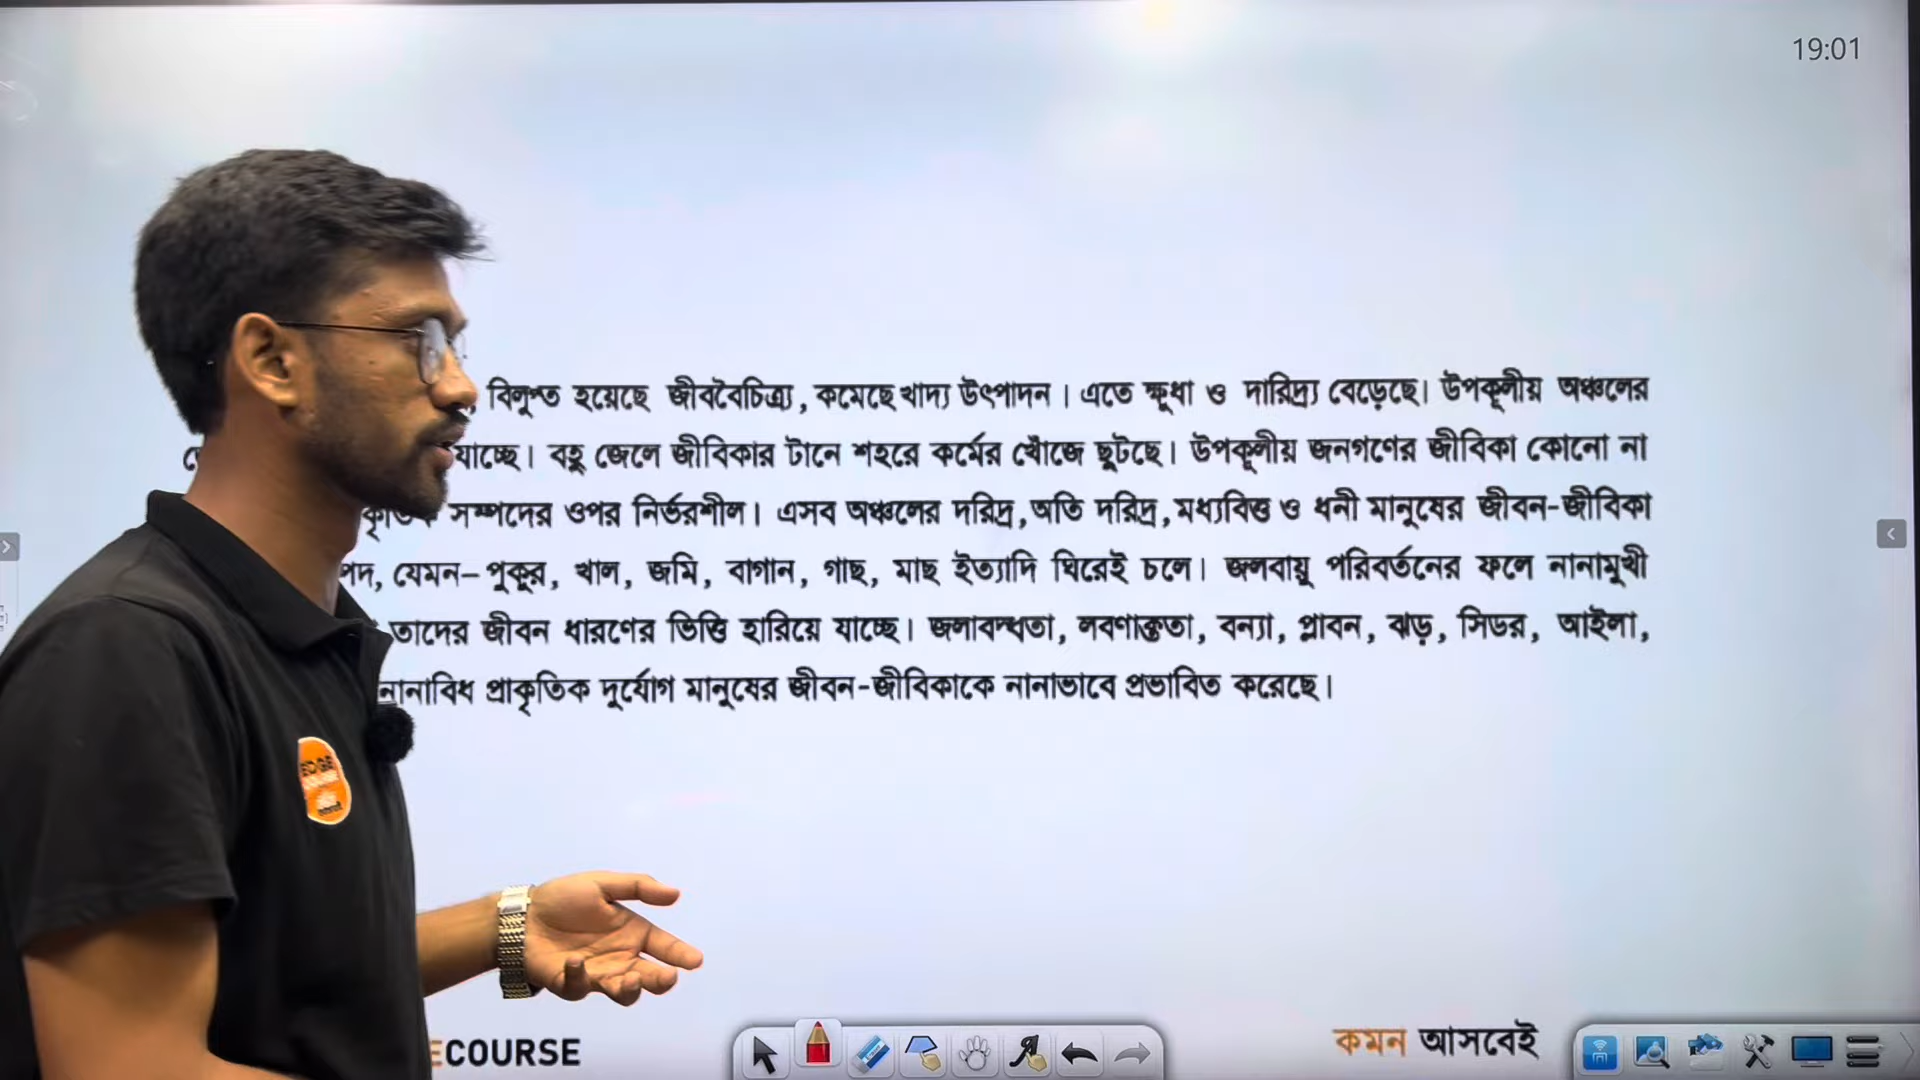 19:01
বিলুপ্ত হয়েছে জীববৈচিত্র্য, কমেছে খাদ্য উৎপাদন। এতে ক্ষুধা ও দারিদ্র্য বেড়েছে। উপকূলীয় অঞ্চলের
যাচ্ছে। বহু জেলে জীবিকার টানে শহরে কর্মের খোঁজে ছুটছে। উপকূলীয় জনগণের জীবিকা কোনো না
সম্পদের ওপর নির্ভরশীল। এসব অঞ্চলের দরিদ্র, অতি দরিদ্র, মধ্যবিত্ত ও ধনী মানুষের জীবন-জীবিকা
যেমন– পুকুর, খাল, জমি, বাগান, গাছ, মাছ ইত্যাদি ঘিরেই চলে। জলবায়ু পরিবর্তনের ফলে নানামুখী
তাদের জীবন ধারণের ভিত্তি হারিয়ে যাচ্ছে। জলাবদ্ধতা, লবণাক্ততা, বন্যা, প্লাবন, ঝড়, সিডর, আইলা,
নানাবিধ প্রাকৃতিক দুর্যোগ মানুষের জীবন-জীবিকাকে নানাভাবে প্রভাবিত করেছে।
EDGE
ECOURSE
কমন আসবেই